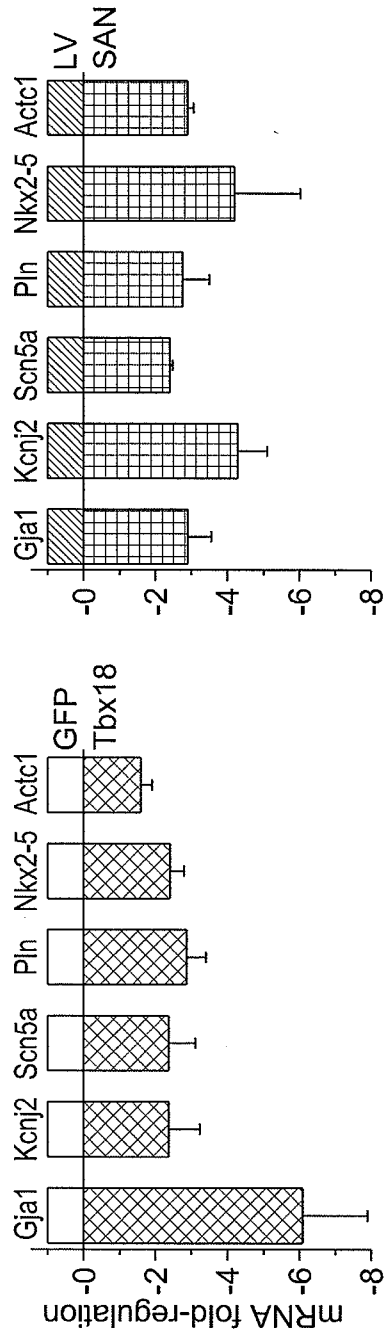 Gja1 Kcnj2 Scn5a Pln Nkx2-5 Actc1
GFP
Tbx18
-0
-2
-4
-6
-8
mRNA fold-regulation
Gja1 Kcnj2 Scn5a Pln Nkx2-5 Actc1
LV
SAN
-0
-2
-4
-6
-8